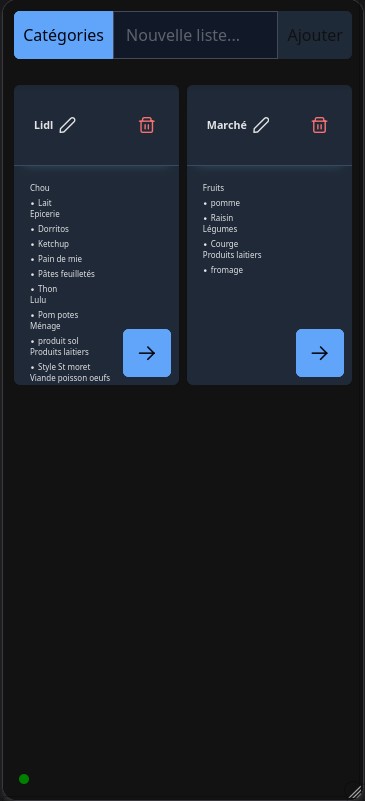 Catégories
Nouvelle liste...
Ajouter
Lidl
Chou
• Lait
Epicerie
• Dorritos
• Ketchup
• Pain de mie
• Pâtes feuilletés
• Thon
Lulu
• Pom potes
Ménage
• produit sol
Produits laitiers
• Style St moret
Viande poisson oeufs
Marché
Fruits
• pomme
• Raisin
Légumes
• Courge
Produits laitiers
• fromage